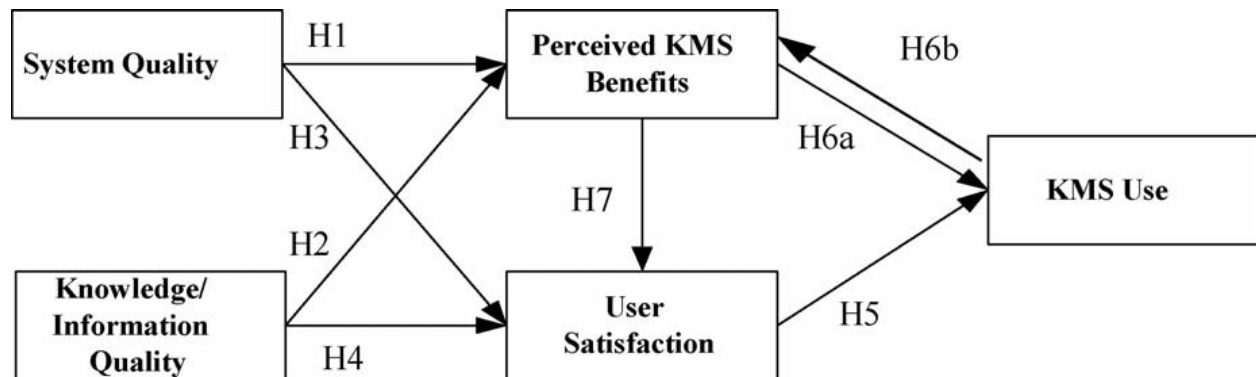 System Quality
H1
Perceived KMS
Benefits
H6b
H3
H6a
KMS Use
H7
H2
Knowledge/
Information
Quality
H4
User
Satisfaction
H5